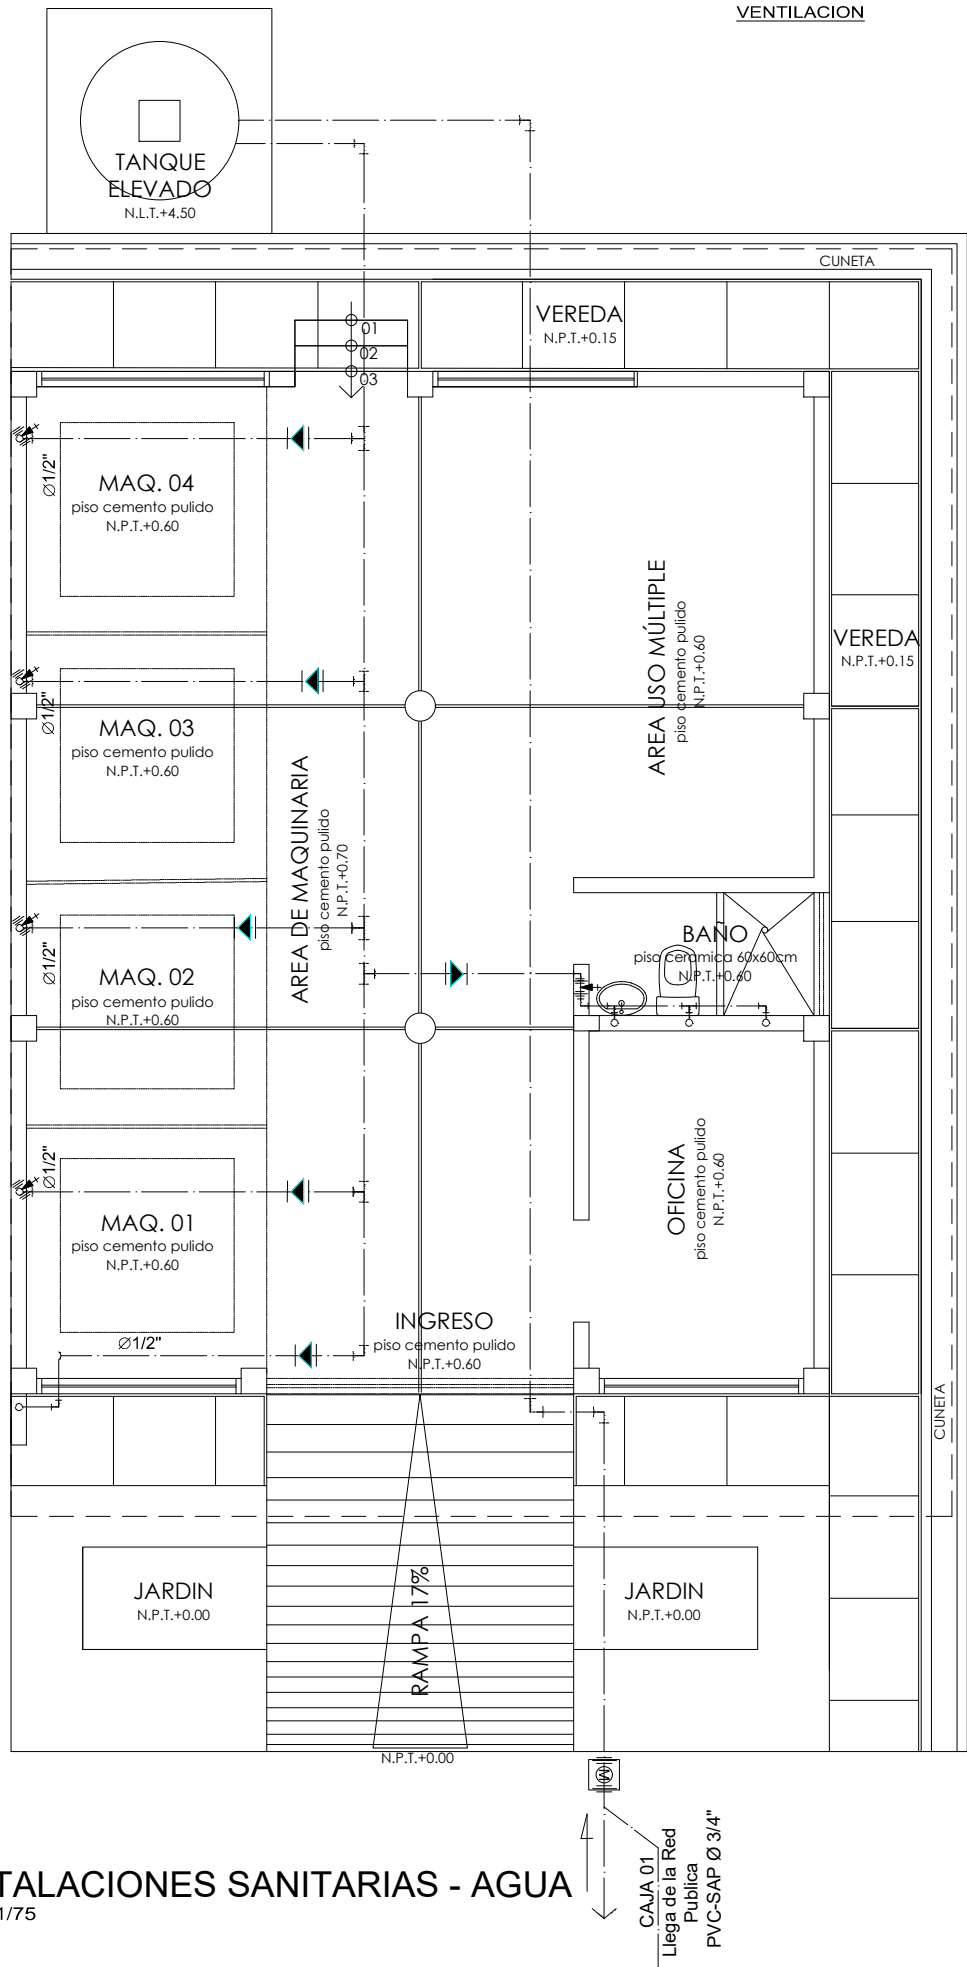 VENTILACION
TANQUE
ELEVADO
N.L.T.+4.50
CUNETA
VEREDA
N.P.T.+0.15
01
02
03
Ø1/2"
MAQ. 04
piso cemento pulido
N.P.T.+0.60
AREA USO MÚLTIPLE
piso cemento pulido
N.P.T.+0.60
VEREDA
N.P.T.+0.15
Ø1/2"
MAQ. 03
piso cemento pulido
N.P.T.+0.60
AREA DE MAQUINARIA
piso cemento pulido
N.P.T.+0.70
BAÑO
piso ceramica 60x60cm
N.P.T.+0.60
Ø1/2"
MAQ. 02
piso cemento pulido
N.P.T.+0.60
OFICINA
piso cemento pulido
N.P.T.+0.60
Ø1/2"
MAQ. 01
piso cemento pulido
N.P.T.+0.60
Ø1/2"
INGRESO
piso cemento pulido
N.P.T.+0.60
CUNETA
JARDIN
N.P.T.+0.00
RAMPA 17%
JARDIN
N.P.T.+0.00
N.P.T.+0.00
M
CAJA 01
Llega de la Red
Publica
PVC-SAP Ø 3/4"
TALACIONES SANITARIAS - AGUA
1/75